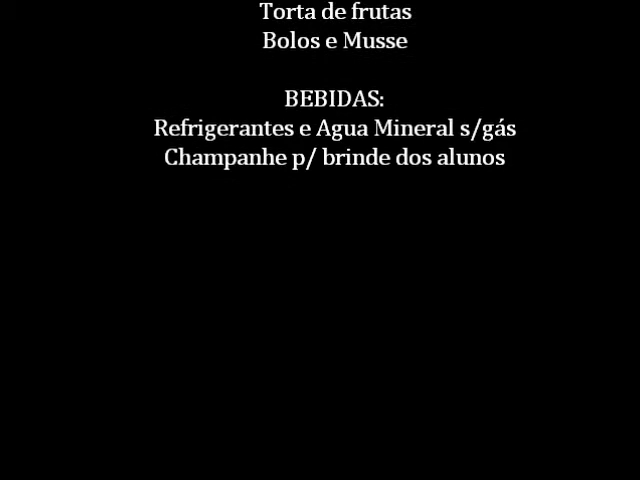 Torta de frutas
Bolos e Musse
BEBIDAS:
Refrigerantes e Agua Mineral s/gás
Champanhe p/ brinde dos alunos